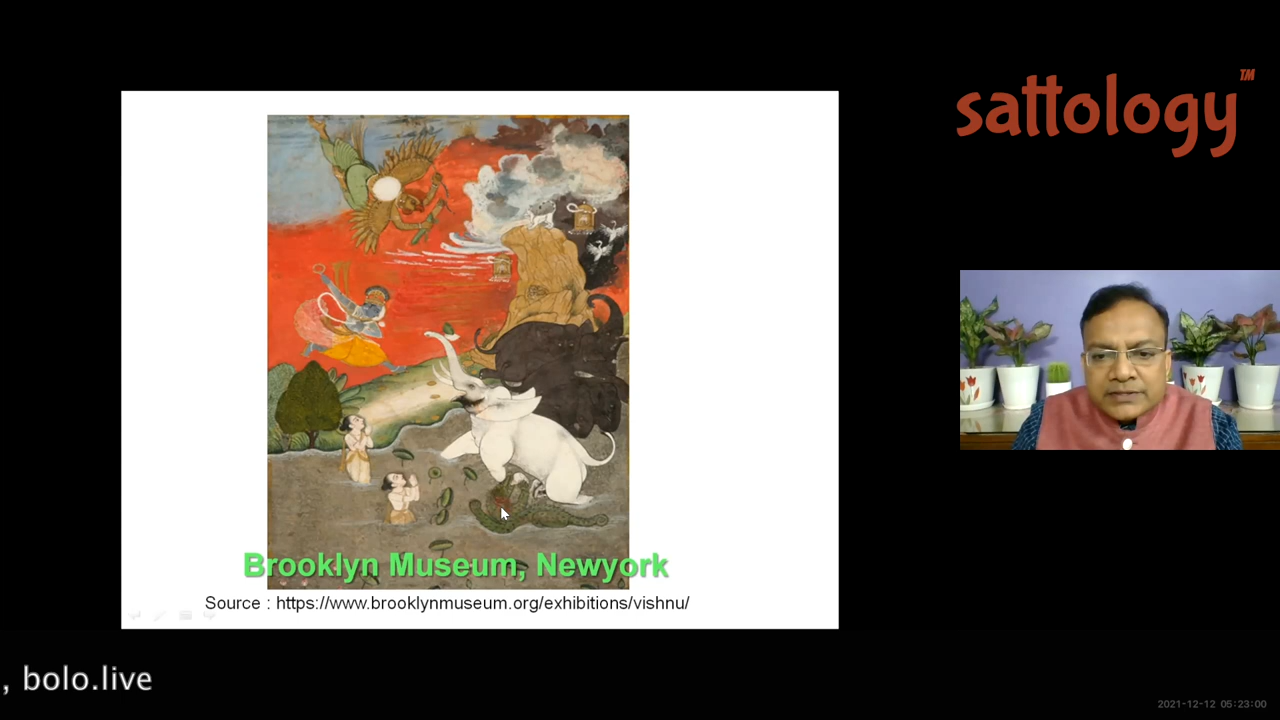 sattology™
Brooklyn Museum, Newyork
Source : https://www.brooklynmuseum.org/exhibitions/vishnu/
, bolo.live
2021-12-12 05:23:00